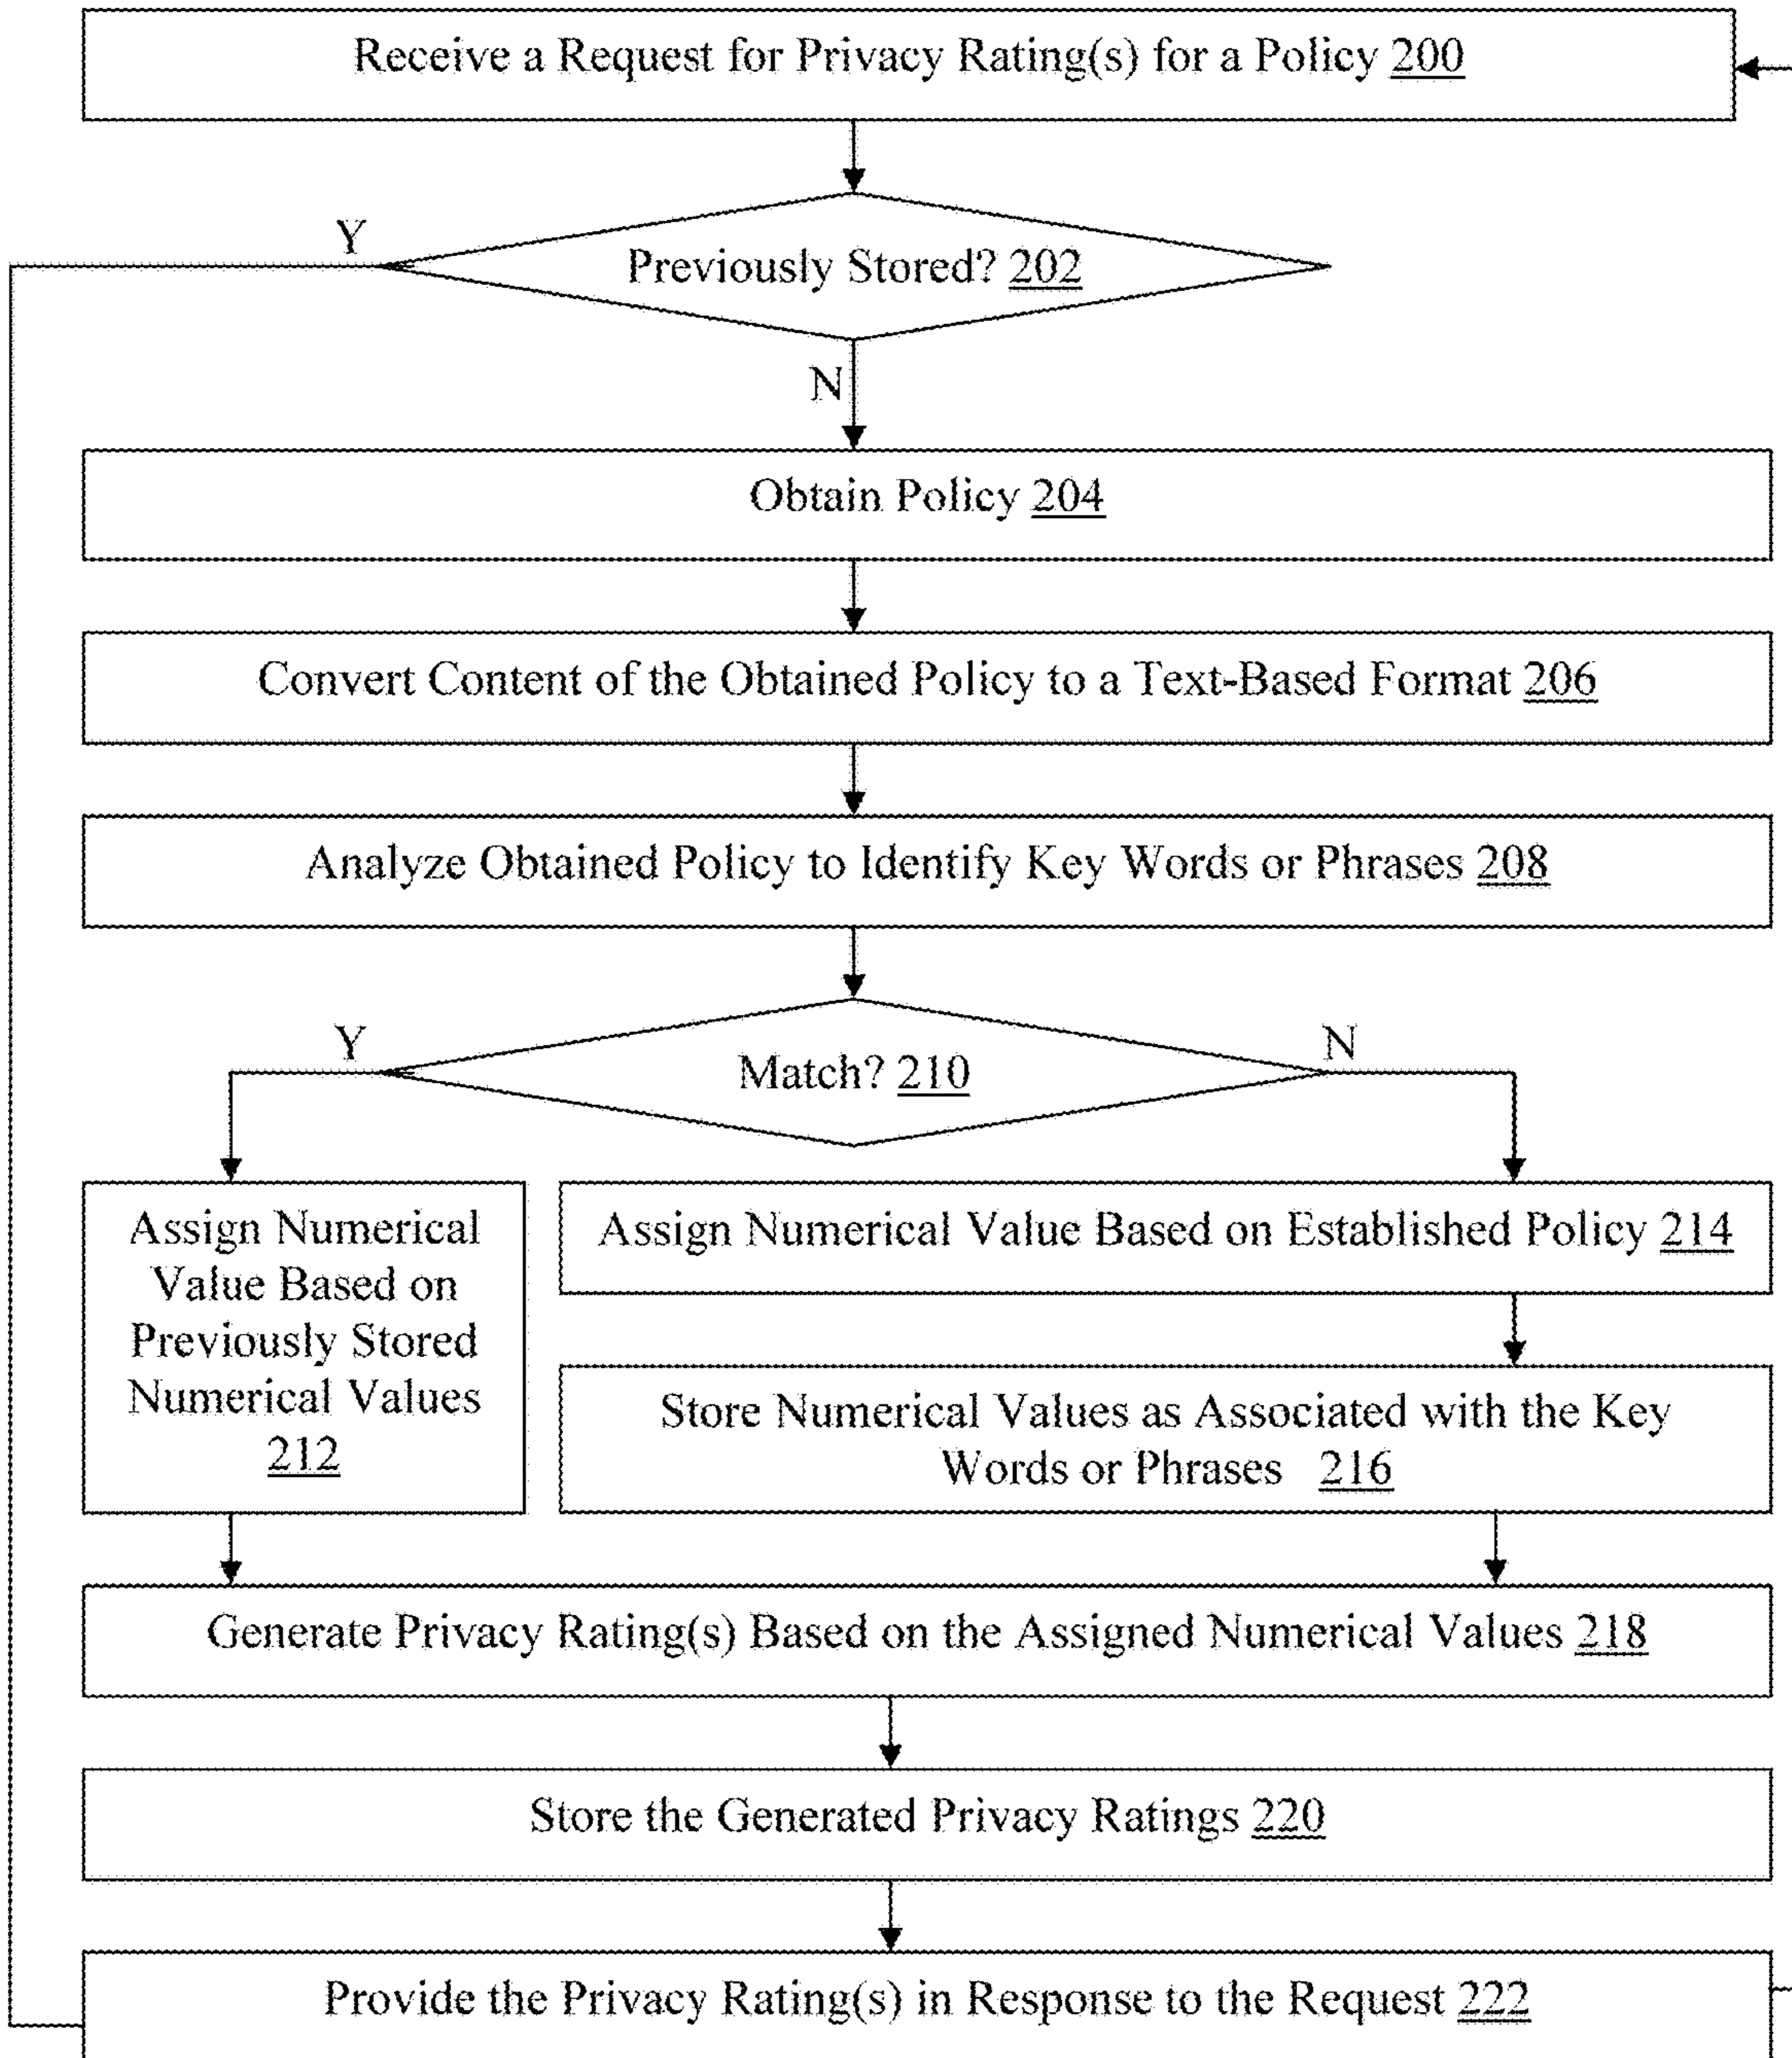 Receive a Request for Privacy Rating(s) for a Policy 200
Y
Previously Stored? 202
N
Obtain Policy 204
Convert Content of the Obtained Policy to a Text-Based Format 206
Analyze Obtained Policy to Identify Key Words or Phrases 208
Y
Match? 210
N
Assign Numerical
Value Based on
Previously Stored
Numerical Values
212
Assign Numerical Value Based on Established Policy 214
Store Numerical Values as Associated with the Key
Words or Phrases 216
Generate Privacy Rating(s) Based on the Assigned Numerical Values 218
Store the Generated Privacy Ratings 220
Provide the Privacy Rating(s) in Response to the Request 222